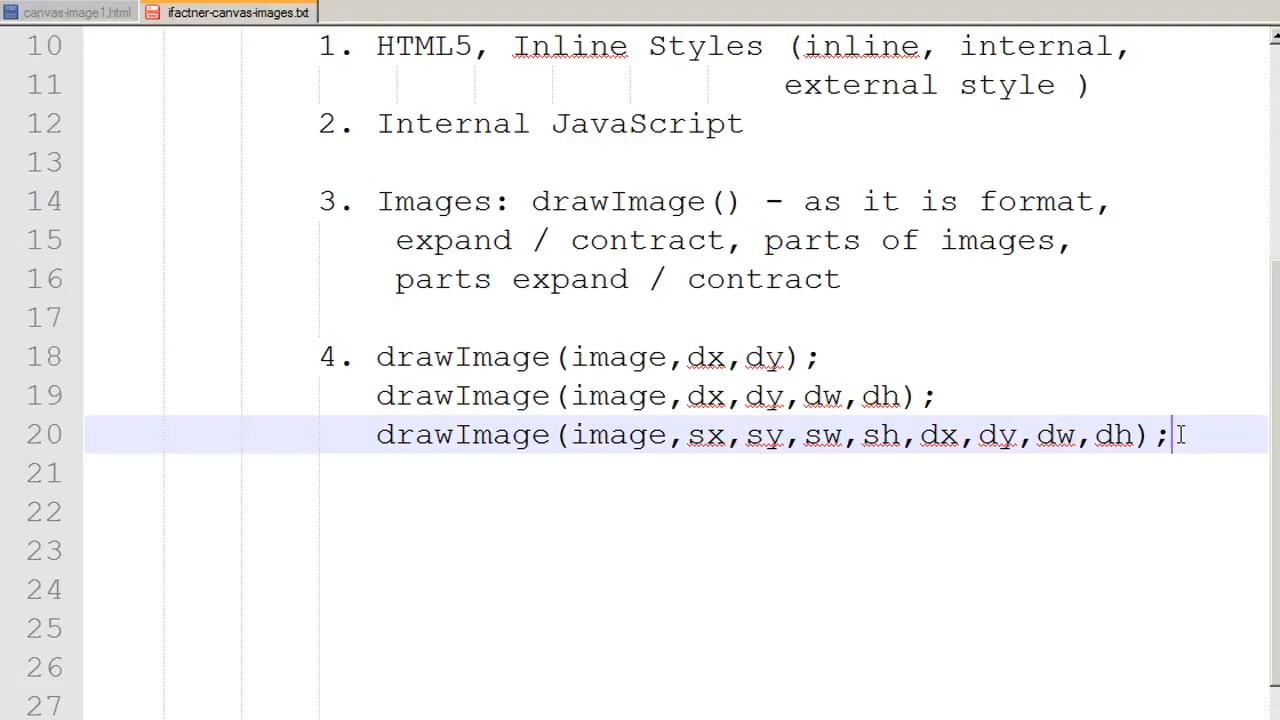 canvas-image1.html ifactner-canvas-images.txt
10 1. HTML5, Inline Styles (inline, internal,
11 external style )
12 2. Internal JavaScript
13
14 3. Images: drawImage() - as it is format,
15 expand / contract, parts of images,
16 parts expand / contract
17
18 4. drawImage(image,dx,dy);
19 drawImage(image,dx,dy,dw,dh);
20 drawImage(image,sx,sy,sw,sh,dx,dy,dw,dh);
21
22
23
24
25
26
27